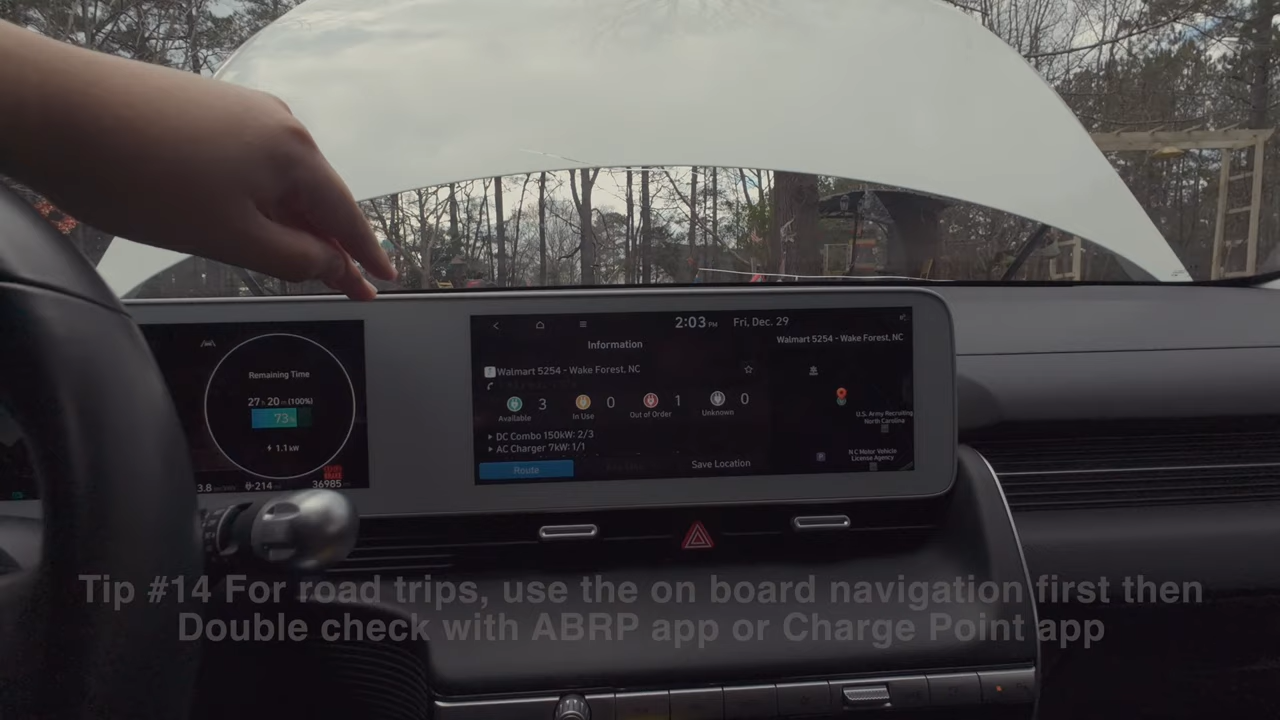 2:03 PM Fri, Dec. 29
Information
Walmart 5254 - Wake Forest, NC
Walmart 5254 - Wake Forest, NC
3
0
1
0
Available
In Use
Out of Order
Unknown
DC Combo 150kW: 2/3
AC Charger 7kW: 1/1
Route
Save Location
U.S. Army Recruiting
North Carolina
N C Motor Vehicle
License Agency
Remaining Time
27 h 20 m (100%)
73%
1.1 kW
214 mi
36985 mi
Tip #14 For road trips, use the on board navigation first then
Double check with ABRP app or Charge Point app